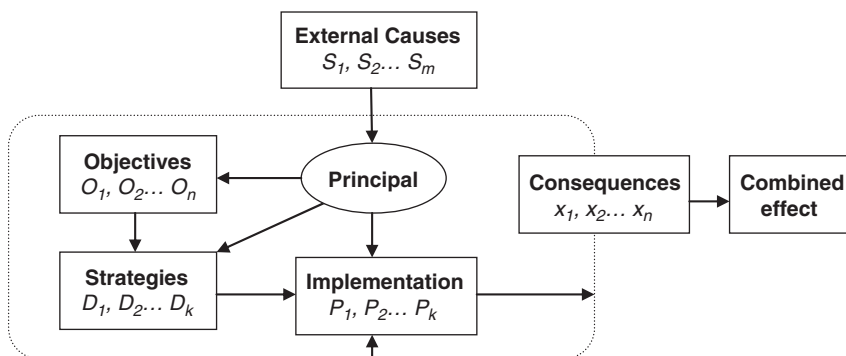 External Causes
S1, S2... Sm
Objectives
O1, O2... On
Principal
Consequences
x1, x2... xn
Combined
effect
Strategies
D1, D2... Dk
Implementation
P1, P2... Pk